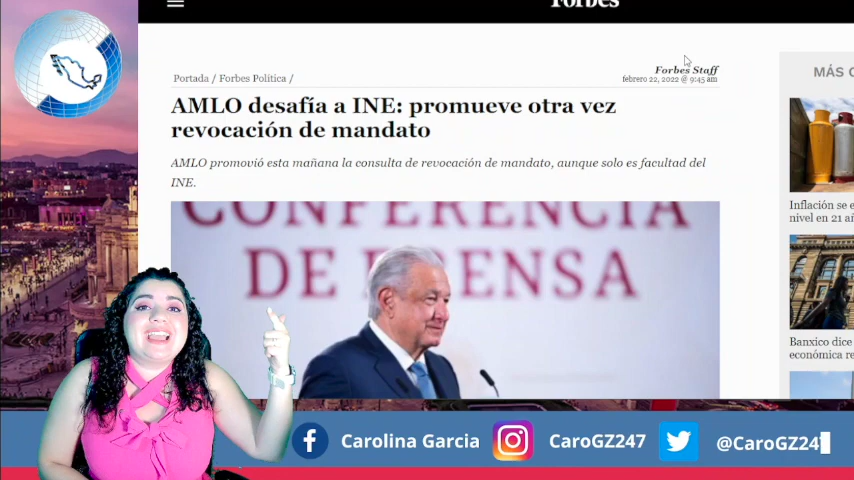 Forbes
Portada / Forbes Política /
Forbes Staff
febrero 22, 2022 @ 9:45 am
AMLO desafía a INE: promueve otra vez
revocación de mandato
AMLO promovió esta mañana la consulta de revocación de mandato, aunque solo es facultad del
INE.
CONFERENCIA
DE PRENSA
MÁS
Inflación se
nivel en 21
Banxico dice
económica
Carolina Garcia
CaroGZ247
@CaroGZ24